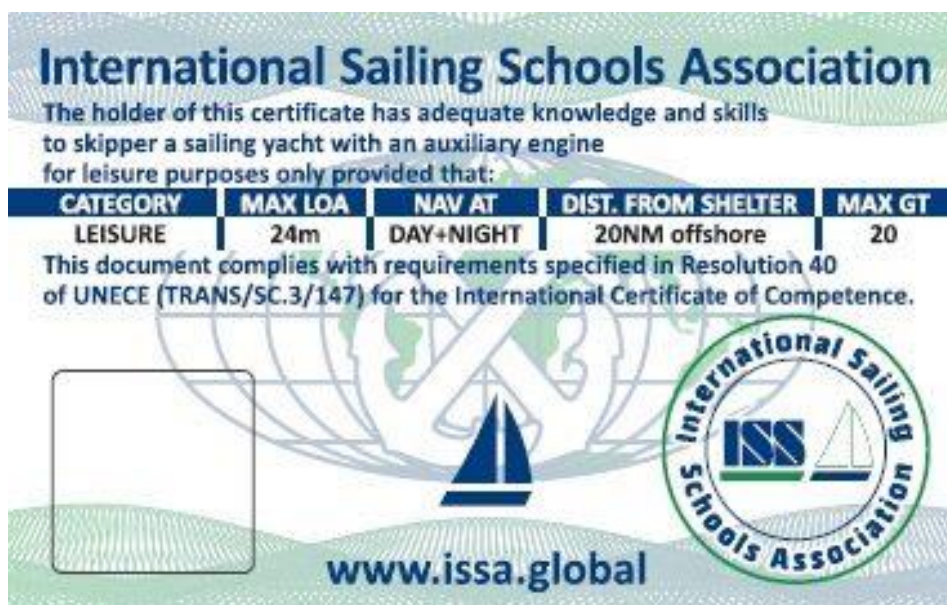 International Sailing Schools Association
The holder of this certificate has adequate knowledge and skills
to skipper a sailing yacht with an auxiliary engine
for leisure purposes only provided that:
CATEGORY MAX LOA NAV AT DIST. FROM SHELTER MAX GT
LEISURE 24m DAY+NIGHT 20NM offshore 20
This document complies with requirements specified in Resolution 40
of UNECE (TRANS/SC.3/147) for the International Certificate of Competence.
International Sailing
ISS
Schools Association
www.issa.global